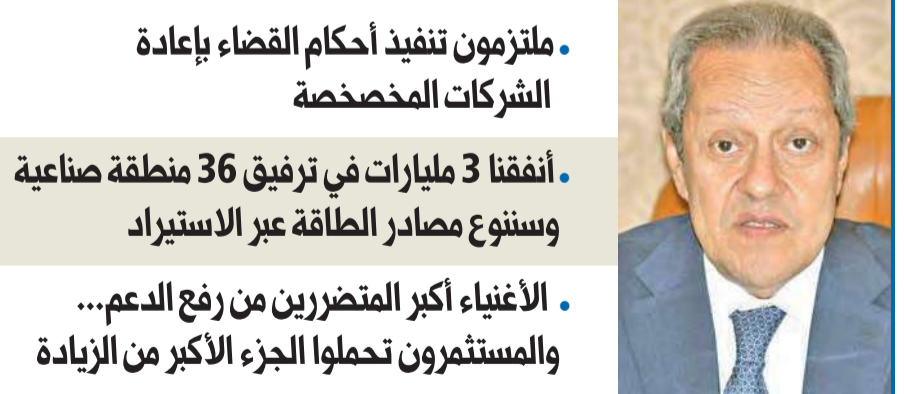 • ملتزمون تنفيذ أحكام القضاء بإعادة
الشركات المخصخصة
• أنفقنا 3 مليارات في ترفيق 36 منطقة صناعية
وسننوع مصادر الطاقة عبر الاستيراد
• الأغنياء أكبر المتضررين من رفع الدعم...
والمستثمرون تحملوا الجزء الأكبر من الزيادة